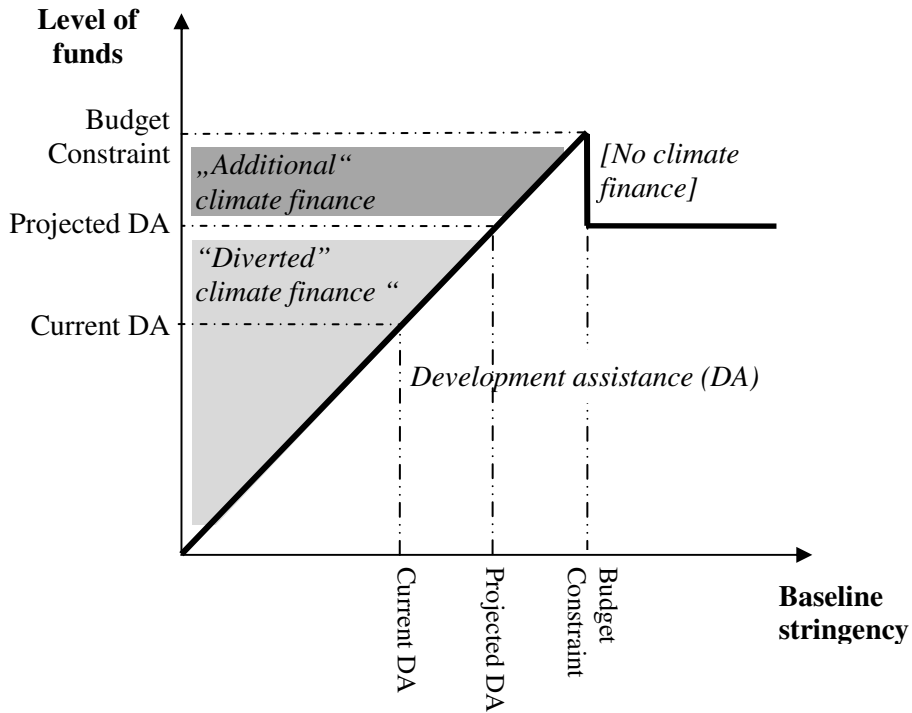 Level of
funds
Budget
Constraint
„Additional“
climate finance
[No climate
finance]
Projected DA
“Diverted”
climate finance “
Current DA
Development assistance (DA)
Current DA
Projected DA
Budget
Constraint
Baseline
stringency